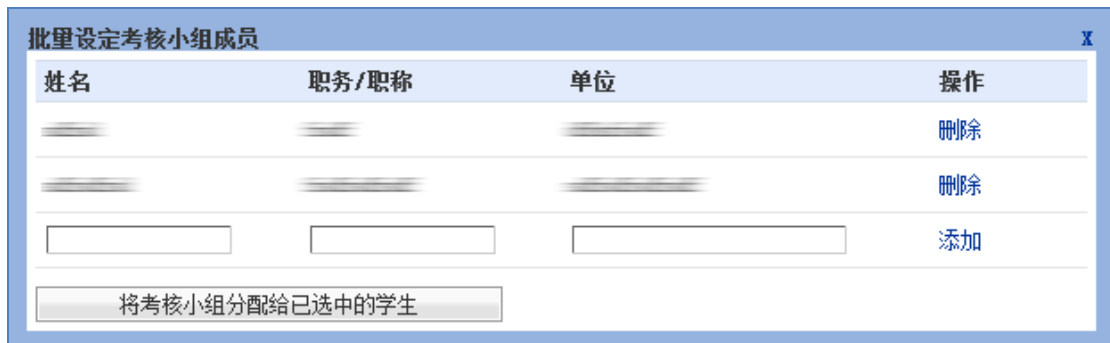 批里设定考核小组成员 x
姓名 职务/职称 单位 操作
删除
删除
添加
将考核小组分配给已选中的学生